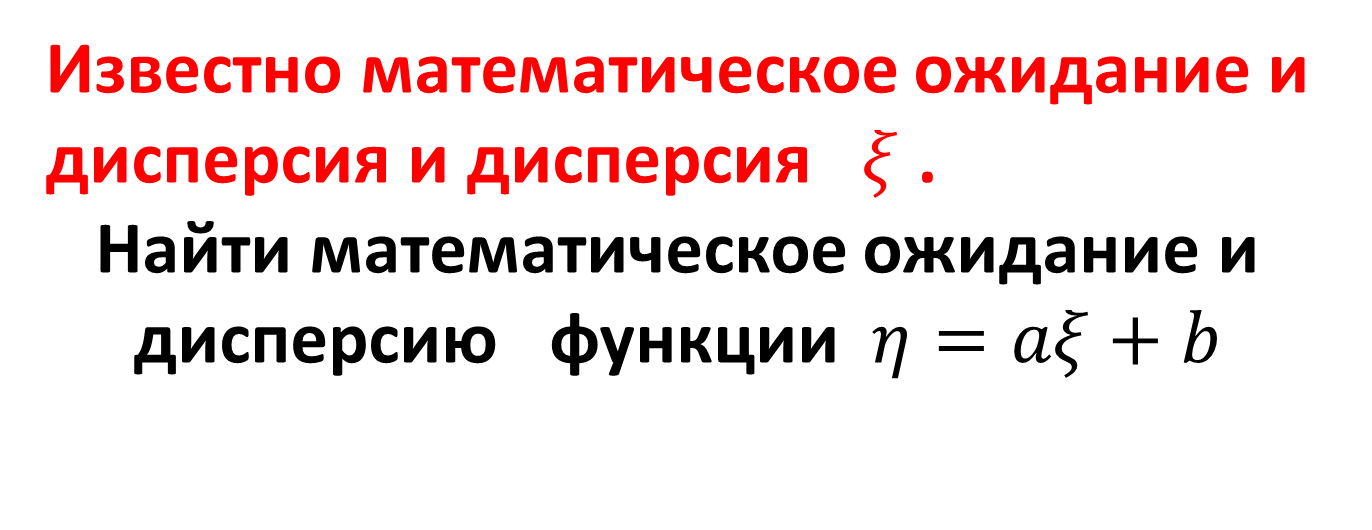 Известно математическое ожидание и
дисперсия и дисперсия ξ .
Найти математическое ожидание и
дисперсию функции η = aξ + b